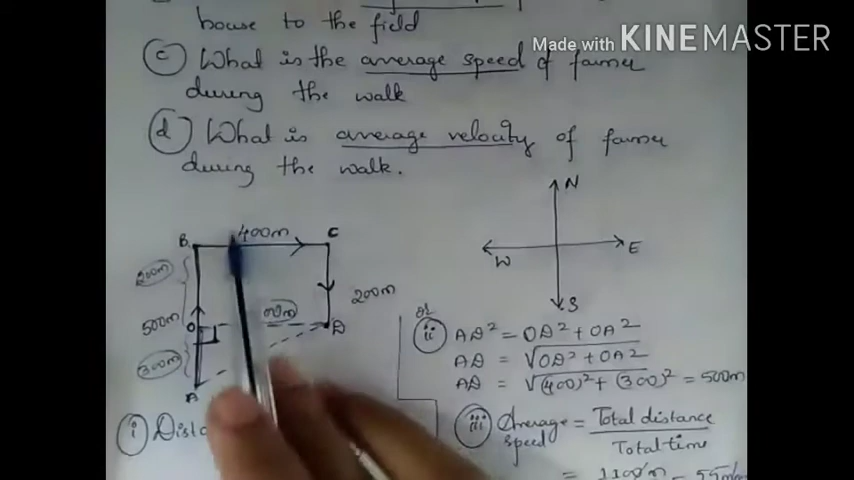 house to the field
Made with KINEMASTER
(c) What is the average speed of farmer
during the walk
(d) What is average velocity of farmer
during the walk.
N
W E
S
B 400m C
200m
500m
O
300m
A
00m
D
200m
(i)
(ii) AD² = OD² + OA²
AD = √OD² + OA²
AD = √(400)² + (300)² = 500m
(iii) Average speed = Total distance
Total time
= 1100m